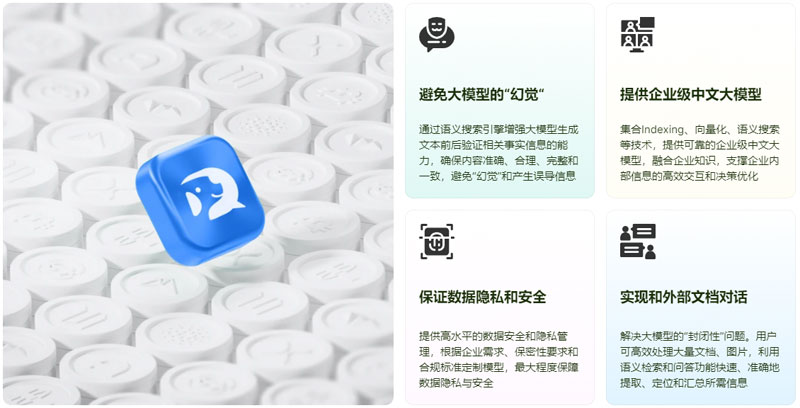 避免大模型的“幻觉”
通过语义搜索引擎增强大模型生成
文本前后验证相关事实信息的能
力，确保内容准确、合理、完整和
一致，避免“幻觉”和产生误导信息
提供企业级中文大模型
集合Indexing、向量化、语义搜索
等技术，提供可靠的企业级中文大
模型，融合企业知识，支撑企业内
部信息的高效交互和决策优化
保证数据隐私和安全
提供高水平的数据安全和隐私管
理，根据企业需求、保密性要求和
合规标准定制模型，最大程度保障
数据隐私与安全
实现和外部文档对话
解决大模型的“封闭性”问题。用户
可高效处理大量文档、图片，利用
语义检索和问答功能快速、准确地
提取、定位和汇总所需信息